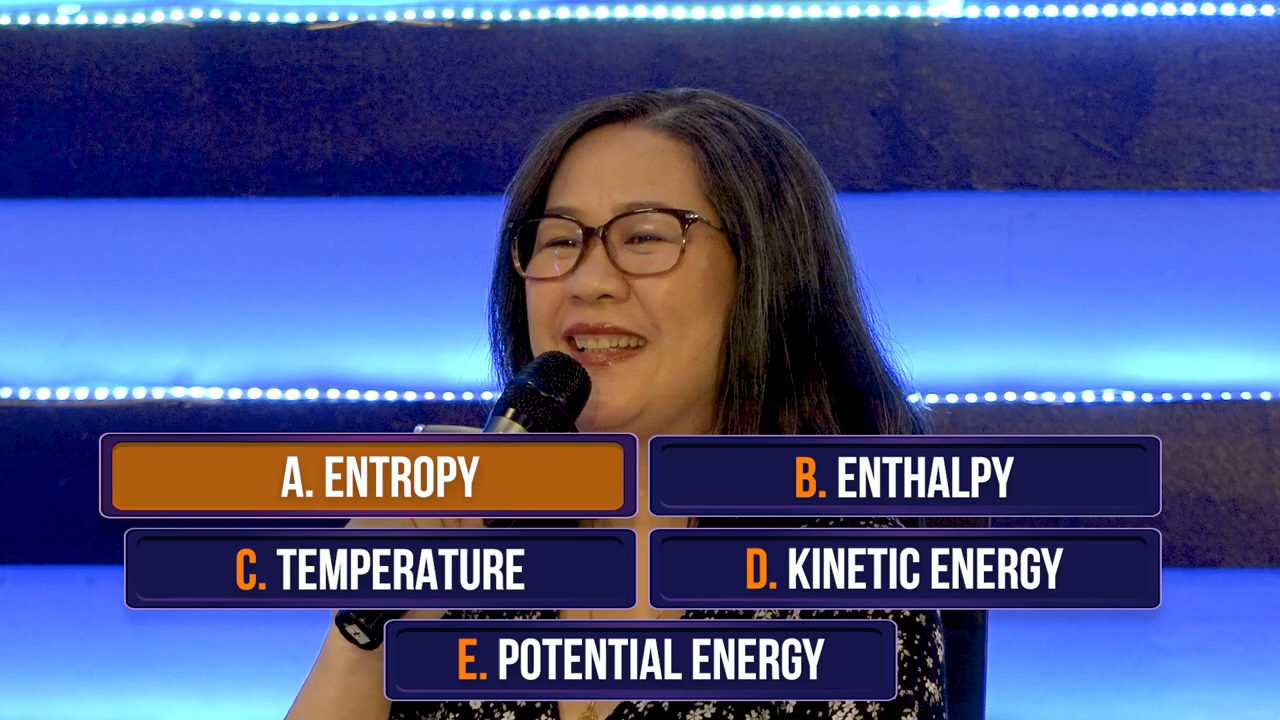 A. ENTROPY
B. ENTHALPY
C. TEMPERATURE
D. KINETIC ENERGY
E. POTENTIAL ENERGY